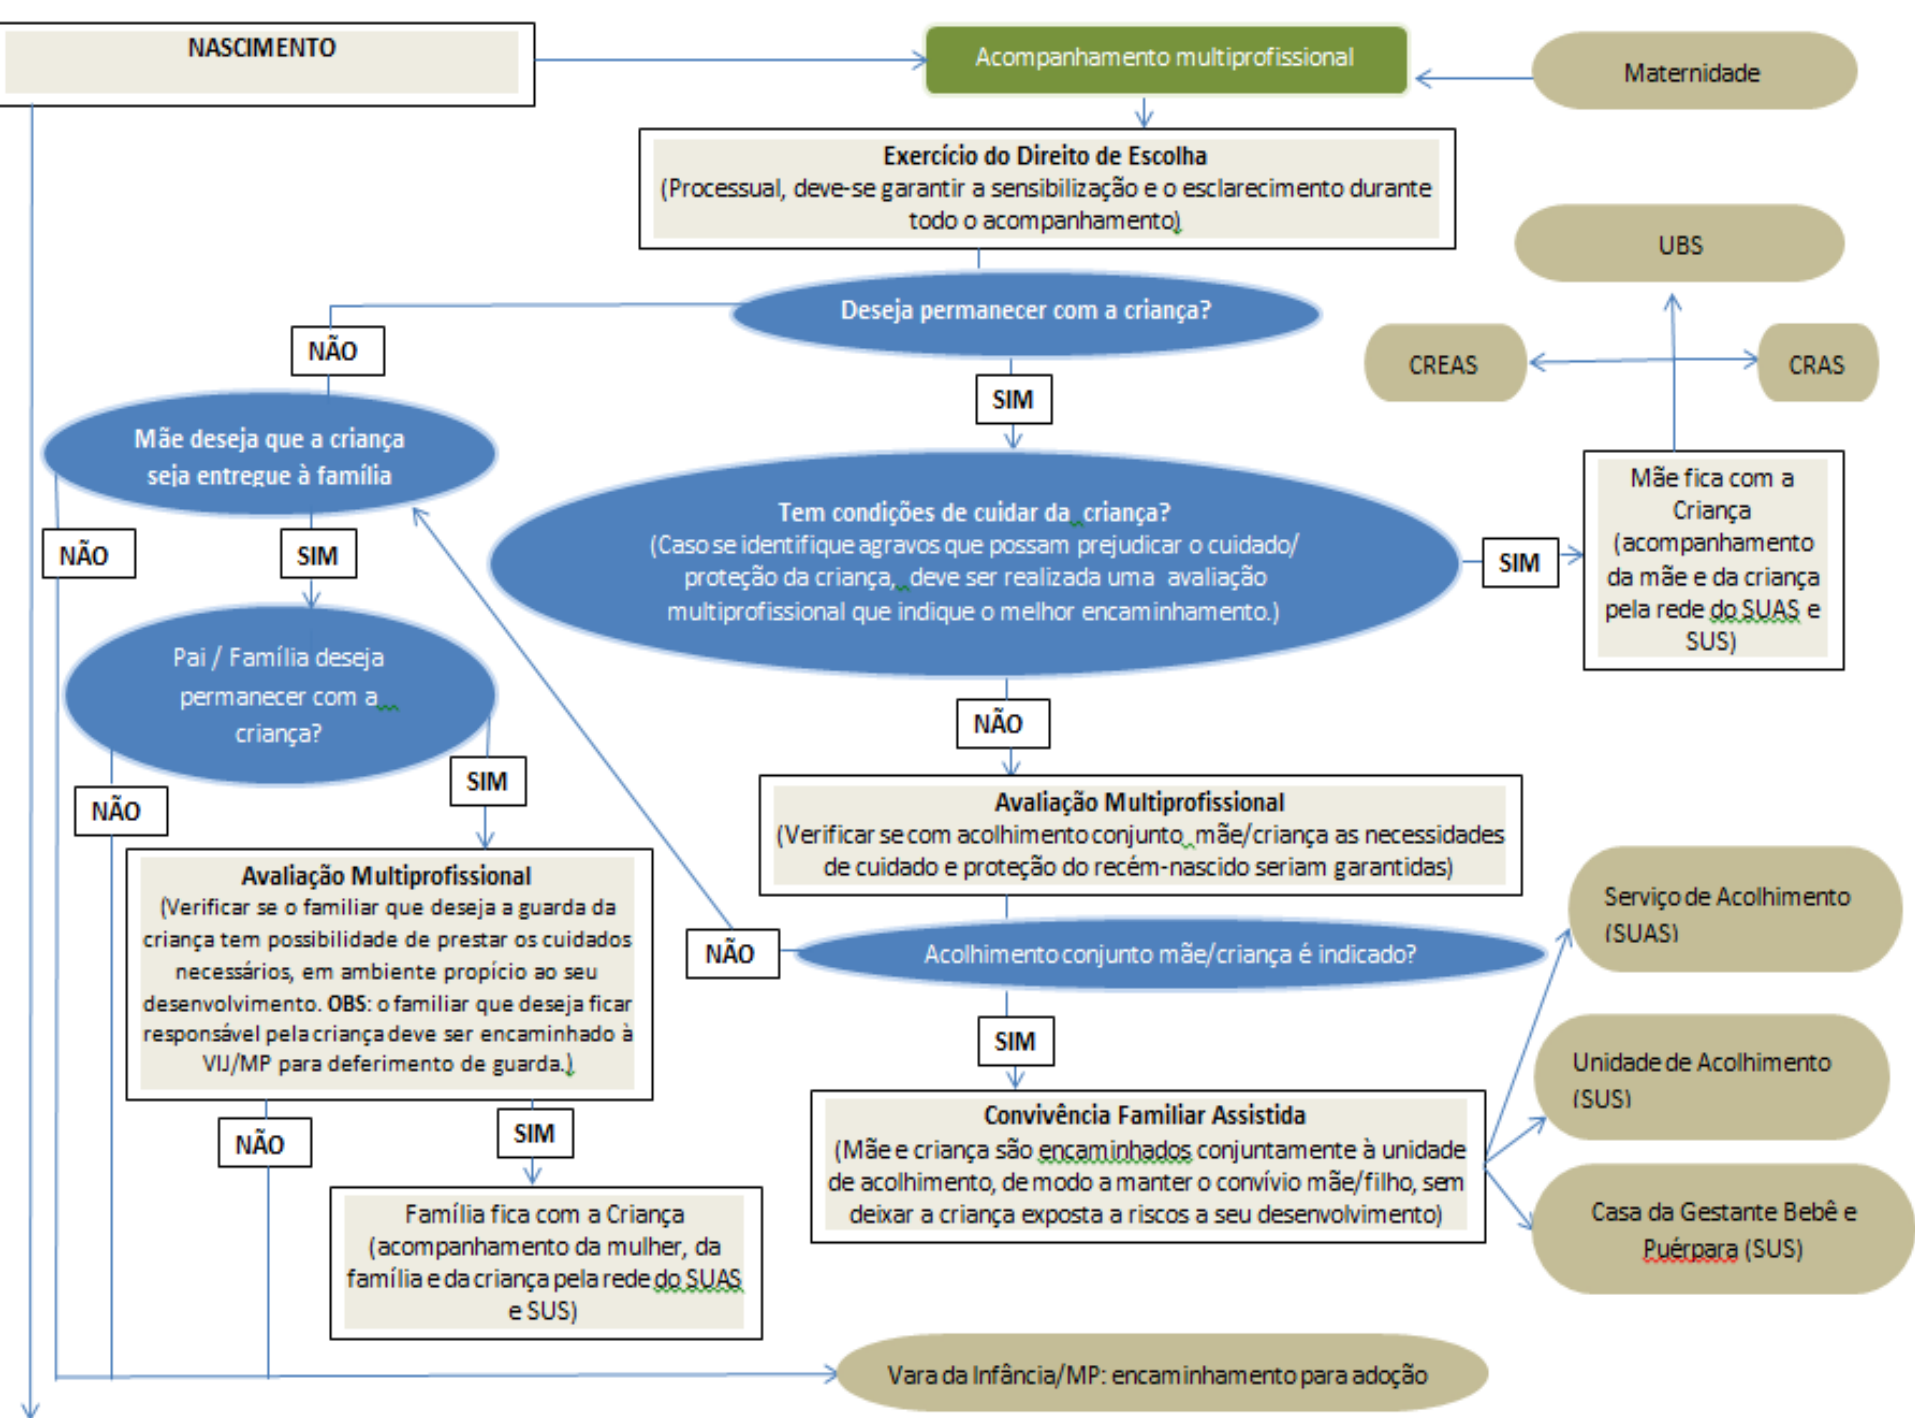 NASCIMENTO
Acompanhamento multiprofissional
Maternidade
Exercício do Direito de Escolha
(Processual, deve-se garantir a sensibilização e o esclarecimento durante
todo o acompanhamento)
UBS
Deseja permanecer com a criança?
NÃO
CREAS
CRAS
SIM
Mãe deseja que a criança
seja entregue à família
Tem condições de cuidar da criança?
(Caso se identifique agravos que possam prejudicar o cuidado/
proteção da criança, deve ser realizada uma avaliação
multiprofissional que indique o melhor encaminhamento.)
SIM
Mãe fica com a
Criança
(acompanhamento
da mãe e da criança
pela rede do SUAS e
SUS)
NÃO
SIM
Pai / Família deseja
permanecer com a
criança?
NÃO
SIM
NÃO
Avaliação Multiprofissional
(Verificar se com acolhimento conjunto mãe/criança as necessidades
de cuidado e proteção do recém-nascido seriam garantidas)
Avaliação Multiprofissional
(Verificar se o familiar que deseja a guarda da
criança tem possibilidade de prestar os cuidados
necessários, em ambiente propício ao seu
desenvolvimento. OBS: o familiar que deseja ficar
responsável pela criança deve ser encaminhado à
VIJ/MP para deferimento de guarda.)
NÃO
Acolhimento conjunto mãe/criança é indicado?
Serviço de Acolhimento
(SUAS)
SIM
Unidade de Acolhimento
(SUS)
NÃO
SIM
Convivência Familiar Assistida
(Mãe e criança são encaminhados conjuntamente à unidade
de acolhimento, de modo a manter o convívio mãe/filho, sem
deixar a criança exposta a riscos a seu desenvolvimento)
Casa da Gestante Bebê e
Puérpara (SUS)
Família fica com a Criança
(acompanhamento da mulher, da
família e da criança pela rede do SUAS
e SUS)
Vara da Infância/MP: encaminhamento para adoção